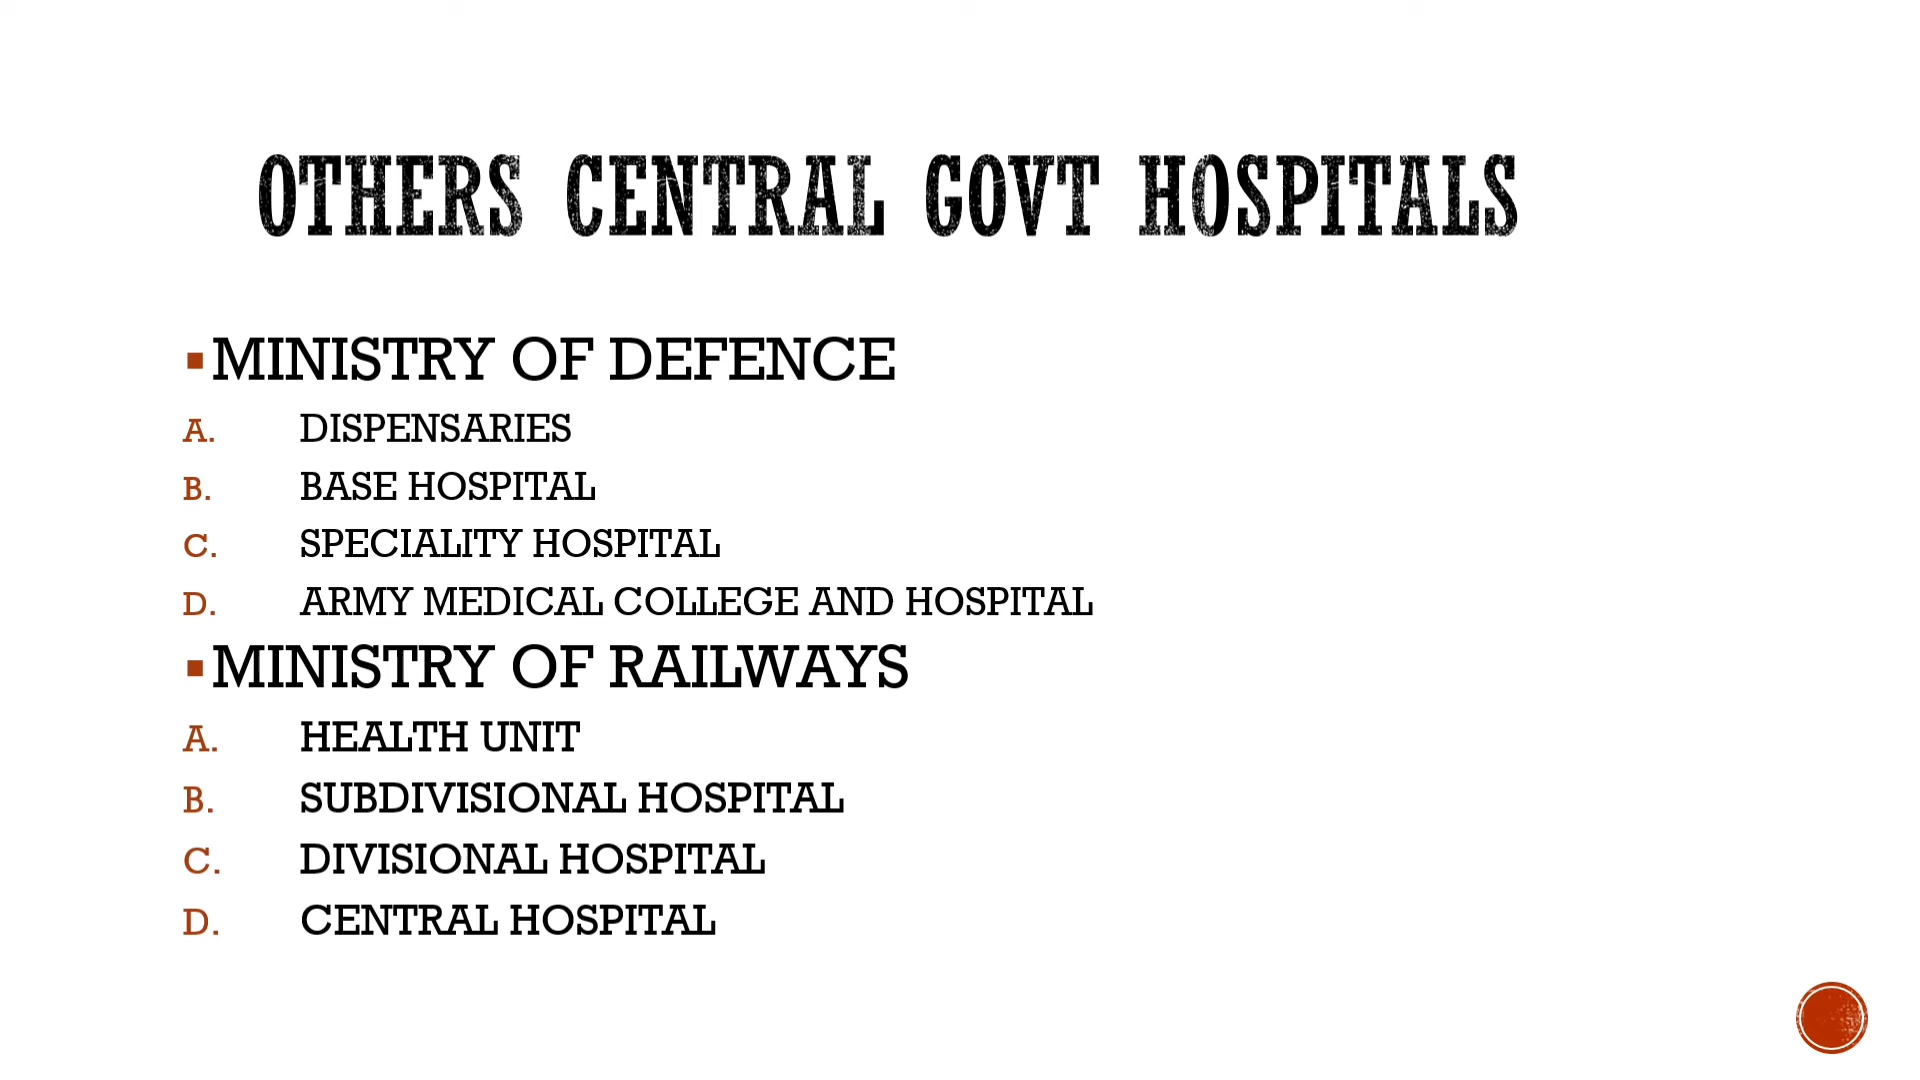 OTHERS CENTRAL GOVT HOSPITALS
▪MINISTRY OF DEFENCE
A. DISPENSARIES
B. BASE HOSPITAL
C. SPECIALITY HOSPITAL
D. ARMY MEDICAL COLLEGE AND HOSPITAL
▪MINISTRY OF RAILWAYS
A. HEALTH UNIT
B. SUBDIVISIONAL HOSPITAL
C. DIVISIONAL HOSPITAL
D. CENTRAL HOSPITAL